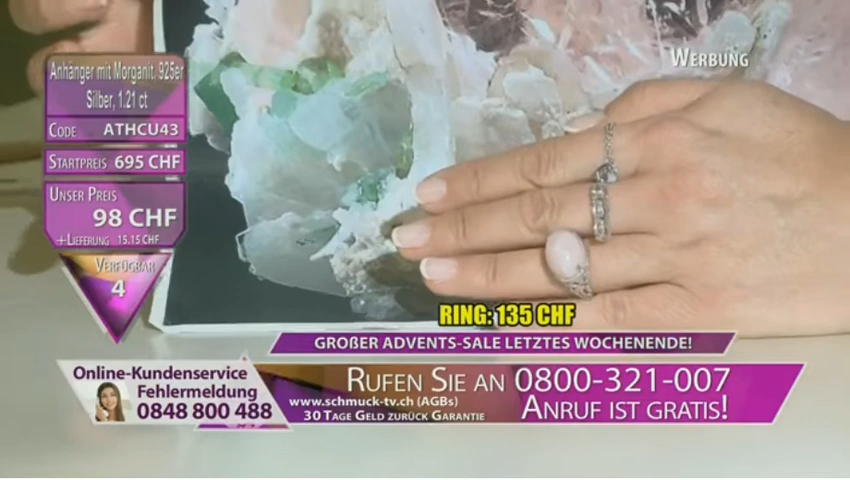 Werbung
Anhänger mit Morganit, 925er
Silber, 1.21 ct
Code ATHCU43
Startpreis 695 CHF
Unser Preis
98 CHF
+Lieferung 15.15 CHF
Verfügbar
4
RING: 135 CHF
GROßER ADVENTS-SALE LETZTES WOCHENENDE!
Online-Kundenservice
Fehlermeldung
0848 800 488
Rufen Sie an 0800-321-007
www.schmuck-tv.ch (AGBs)
30 Tage Geld zurück Garantie
Anruf ist gratis!